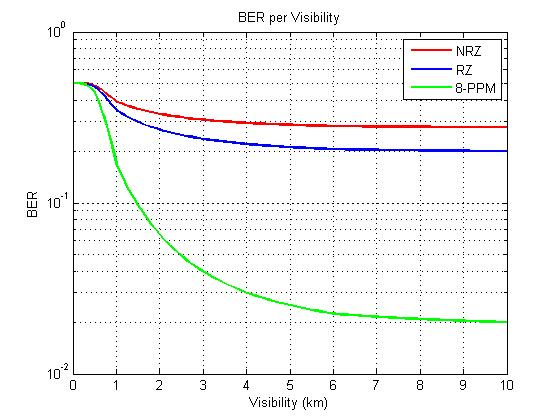 BER per Visibility
10^0
NRZ
RZ
8-PPM
10^-1
BER
10^-2
0 1 2 3 4 5 6 7 8 9 10
Visibility (km)